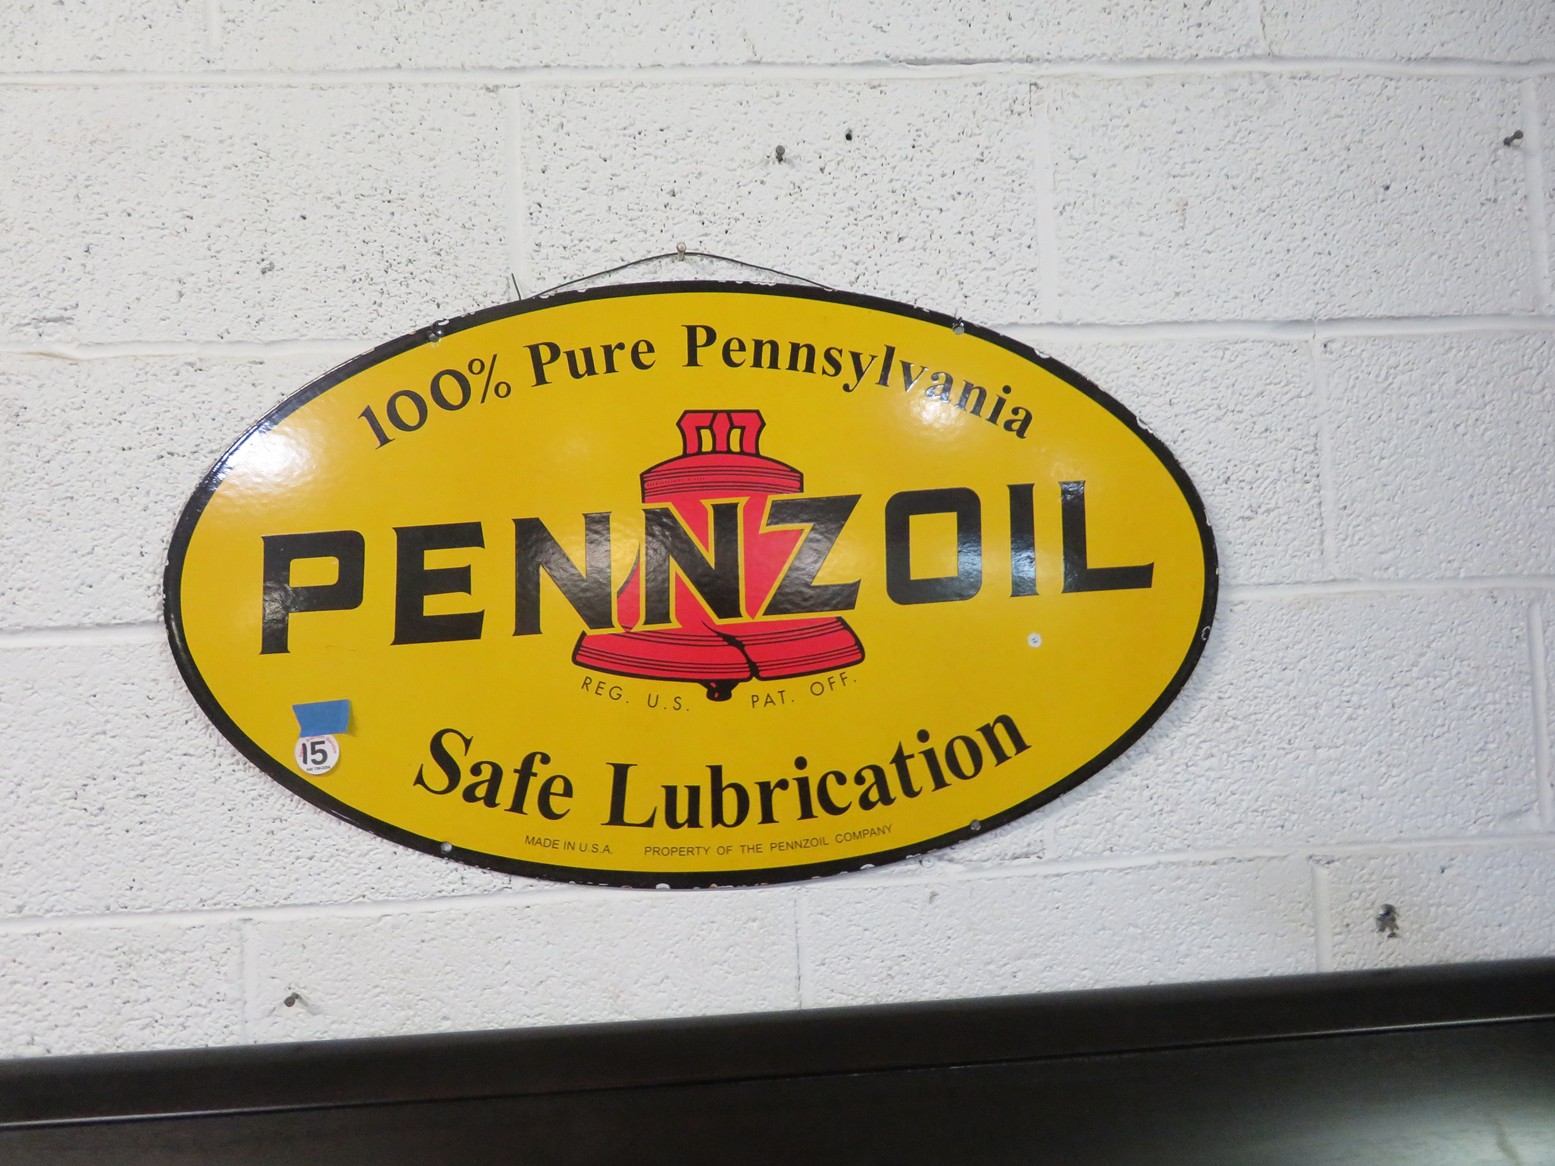 100% Pure Pennsylvania
PENNZOIL
REG. U.S. PAT. OFF.
15
Safe Lubrication
MADE IN U.S.A. PROPERTY OF THE PENNZOIL COMPANY